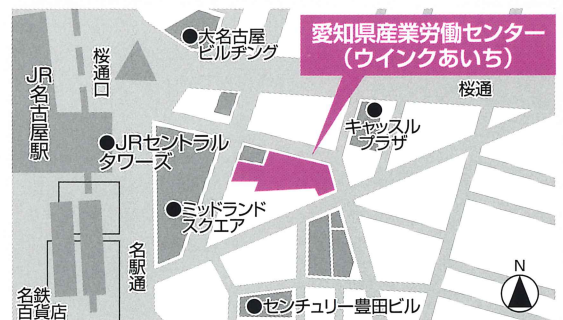 大名古屋
ビルヂング
愛知県産業労働センター
(ウインクあいち)
桜通口
JR名古屋駅
桜通
キャッスル
プラザ
JRセントラル
タワーズ
ミッドランド
スクエア
名駅通
名鉄
百貨店
センチュリー豊田ビル
N